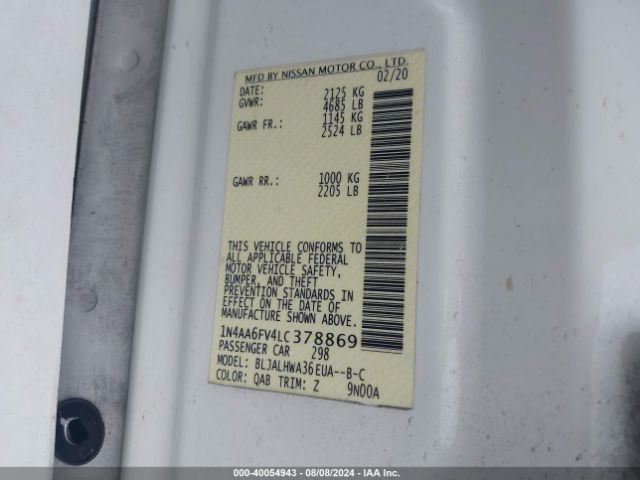 MFD BY NISSAN MOTOR CO., LTD.
DATE: 02/20
GVWR: 2125 KG
4685 LB
GAWR FR.: 1145 KG
2524 LB
GAWR RR.: 1000 KG
2205 LB
THIS VEHICLE CONFORMS TO
ALL APPLICABLE FEDERAL
MOTOR VEHICLE SAFETY,
BUMPER, AND THEFT
PREVENTION STANDARDS IN
EFFECT ON THE DATE OF
MANUFACTURE SHOWN ABOVE.
1N4AA6FV4LC378869
PASSENGER CAR 298
MODEL: BLJALHWA36EUA--B-C
COLOR: QAB TRIM: Z 9N00A
000-40054943 - 08/08/2024 - IAA Inc.